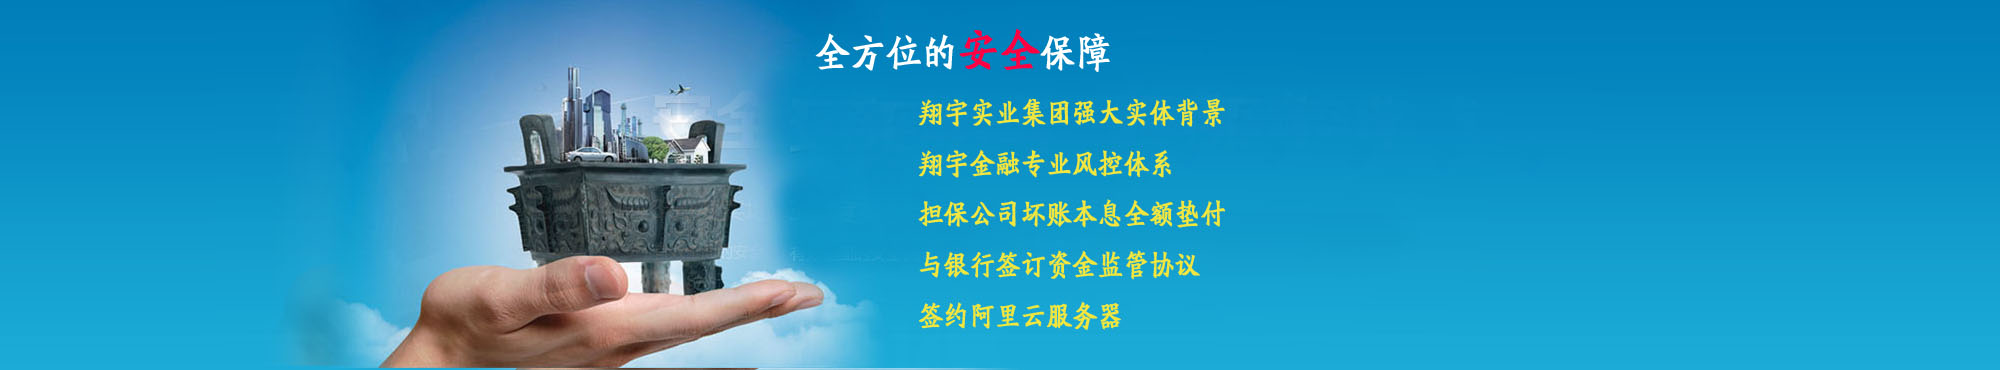 全方位的安全保障
翔宇实业集团强大实体背景
翔宇金融专业风控体系
担保公司坏账本息全额垫付
与银行签订资金监管协议
签约阿里云服务器